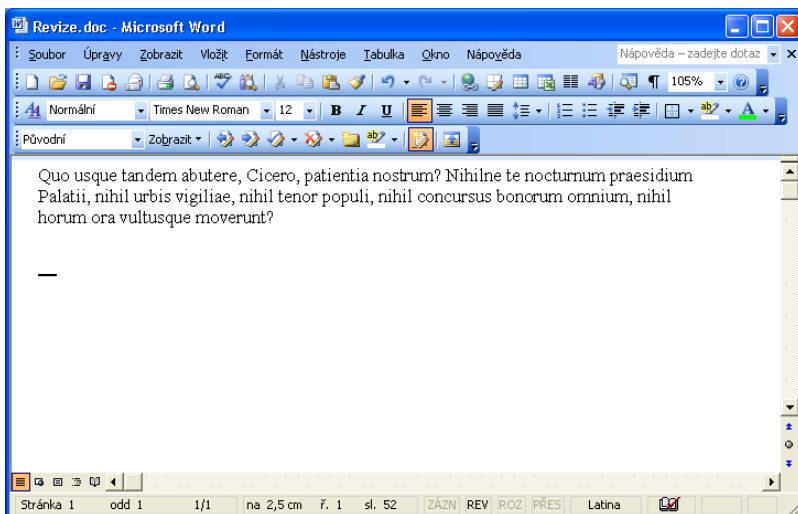 Revize.doc - Microsoft Word
Soubor Úpravy Zobrazit Vložit Formát Nástroje Tabulka Okno Nápověda Nápověda – zadejte dotaz
105%
Normální Times New Roman 12 B I U
Původní Zobrazit
Quo usque tandem abutere, Cicero, patientia nostrum? Nihilne te nocturnum praesidium
Palatii, nihil urbis vigiliae, nihil tenor populi, nihil concursus bonorum omnium, nihil
horum ora vultusque moverunt?
Stránka 1 odd 1 1/1 na 2,5 cm ř. 1 sl. 52 ZÁZN REV ROZ PŘES Latina